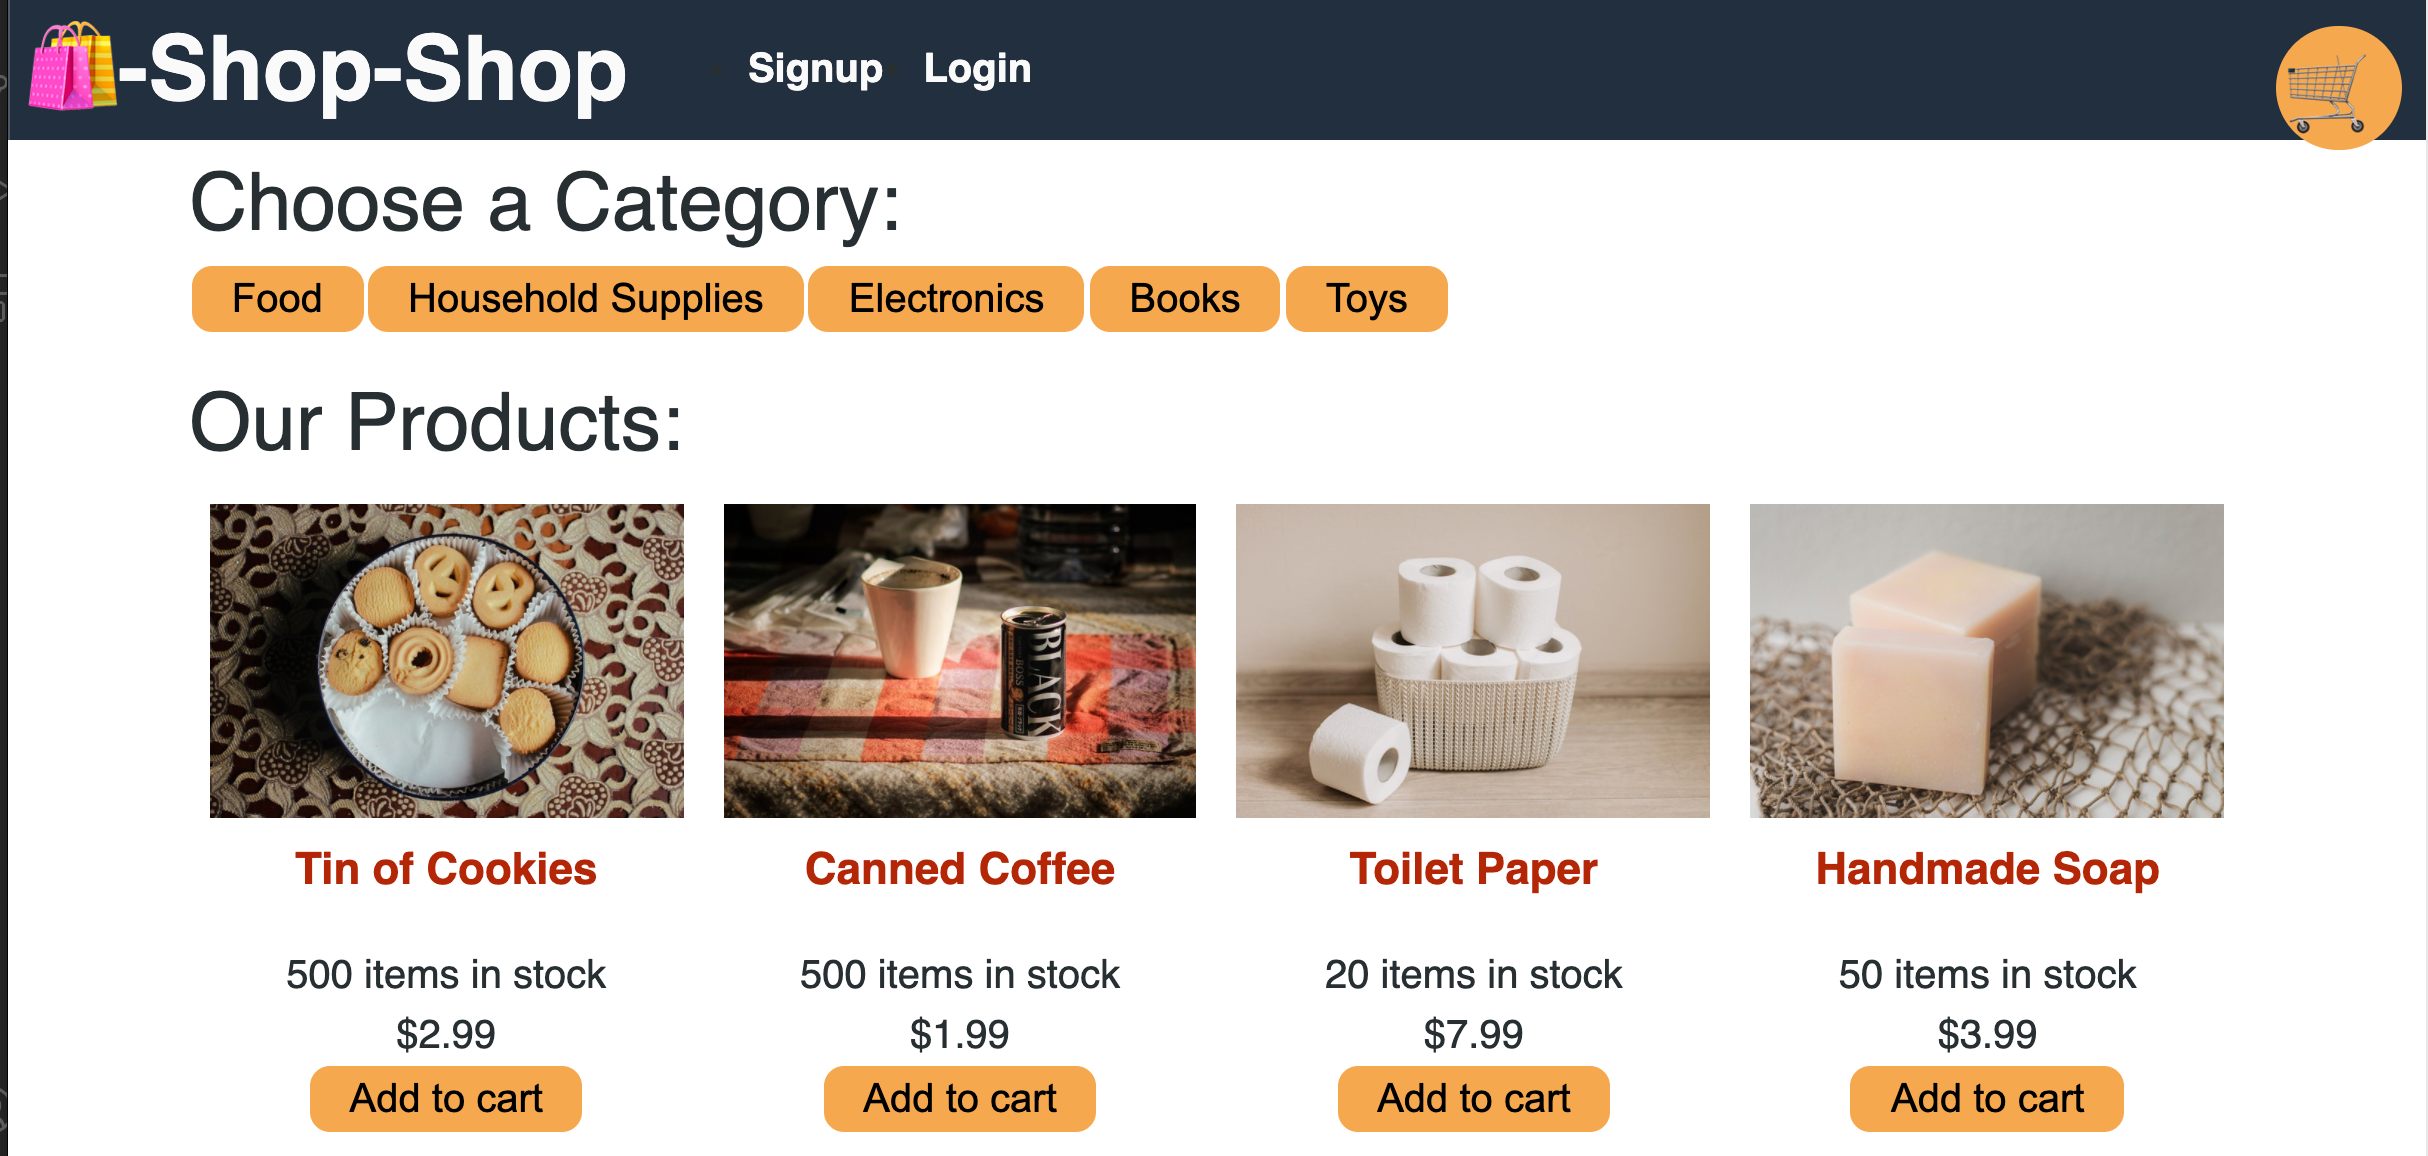 -Shop-Shop
Signup Login
Choose a Category:
Food Household Supplies Electronics Books Toys
Our Products:
BLACK
BOSS
Tin of Cookies Canned Coffee Toilet Paper Handmade Soap
500 items in stock 500 items in stock 20 items in stock 50 items in stock
$2.99 $1.99 $7.99 $3.99
Add to cart Add to cart Add to cart Add to cart